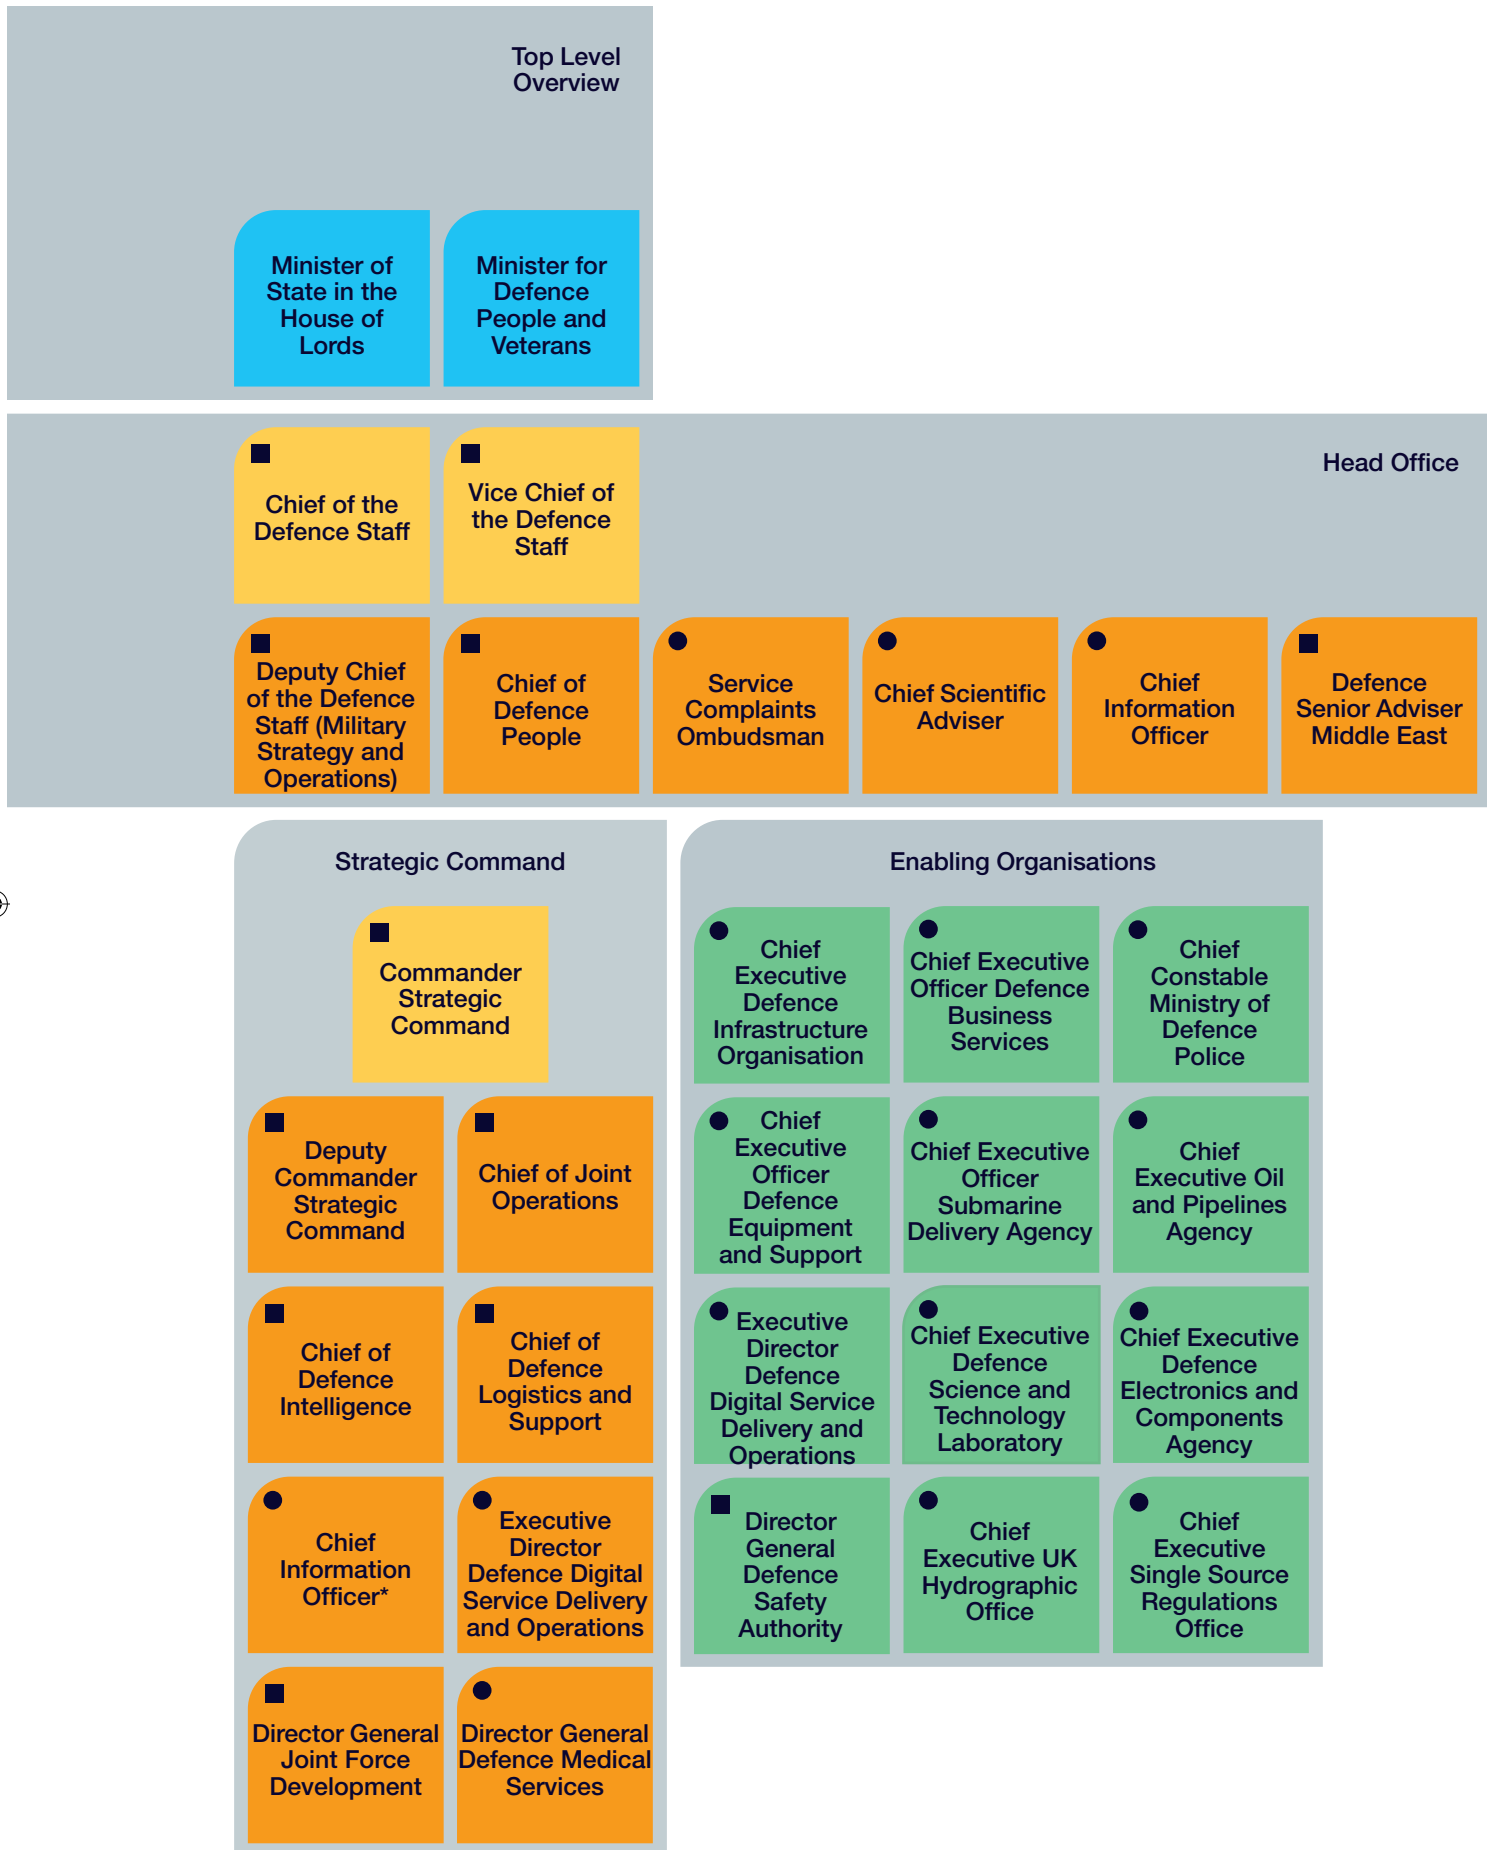 Top Level
Overview
Minister of
State in the
House of
Lords
Minister for
Defence
People and
Veterans
Head Office
Chief of the
Defence Staff
Vice Chief of
the Defence
Staff
Deputy Chief
of the Defence
Staff (Military
Strategy and
Operations)
Chief of
Defence
People
Service
Complaints
Ombudsman
Chief Scientific
Adviser
Chief
Information
Officer
Defence
Senior Adviser
Middle East
Strategic Command
Commander
Strategic
Command
Deputy
Commander
Strategic
Command
Chief of Joint
Operations
Chief of
Defence
Intelligence
Chief of
Defence
Logistics and
Support
Chief
Information
Officer*
Executive
Director
Defence Digital
Service Delivery
and Operations
Director General
Joint Force
Development
Director General
Defence Medical
Services
Enabling Organisations
Chief
Executive
Defence
Infrastructure
Organisation
Chief Executive
Officer Defence
Business
Services
Chief
Constable
Ministry of
Defence
Police
Chief
Executive
Officer
Defence
Equipment
and Support
Chief Executive
Officer
Submarine
Delivery Agency
Chief
Executive Oil
and Pipelines
Agency
Executive
Director
Defence
Digital Service
Delivery and
Operations
Chief Executive
Defence
Science and
Technology
Laboratory
Chief Executive
Defence
Electronics and
Components
Agency
Director
General
Defence
Safety
Authority
Chief
Executive UK
Hydrographic
Office
Chief
Executive
Single Source
Regulations
Office